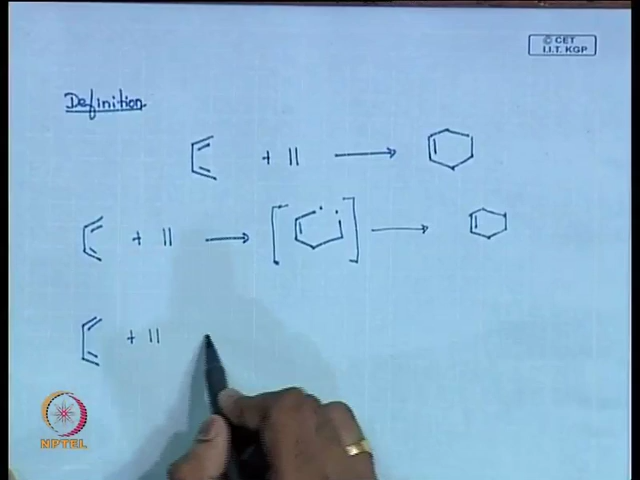 © CET
I.I.T. KGP
Definition
+ →
+ → [ ] →
+
NPTEL